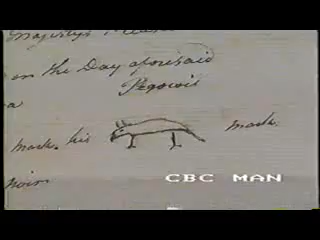 Majesty's
on the Day aforesaid
Pegowis
a
mark. his mark.
CBC MAN